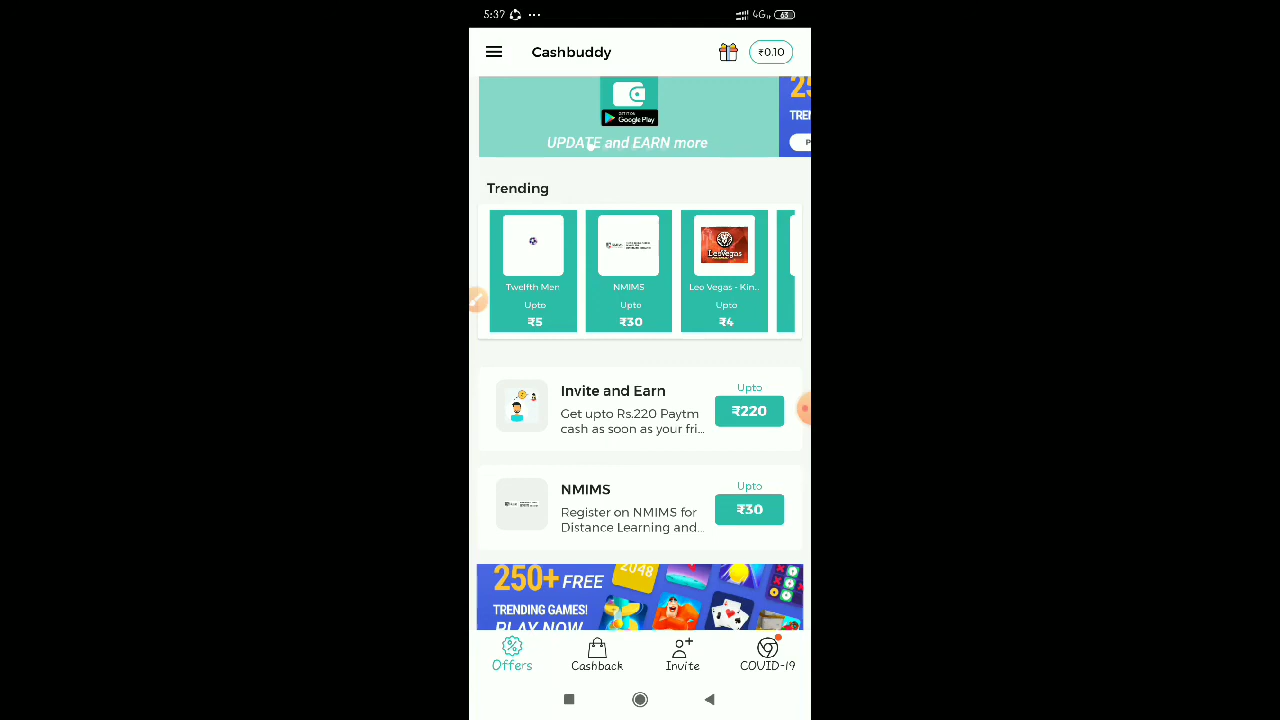 5:37 ...
4G 63
Cashbuddy
₹0.10
GET IT ON
Google Play
UPDATE and EARN more
Trending
Twelfth Men
Upto
₹5
NMIMS
Upto
₹30
LeoVegas
Leo Vegas - Kin..
Upto
₹4
Invite and Earn
Get upto Rs.220 Paytm
cash as soon as your fri...
Upto
₹220
NMIMS
Register on NMIMS for
Distance Learning and...
Upto
₹30
250+ FREE
TRENDING GAMES!
PLAY NOW
2048
Offers
Cashback
Invite
COVID-19